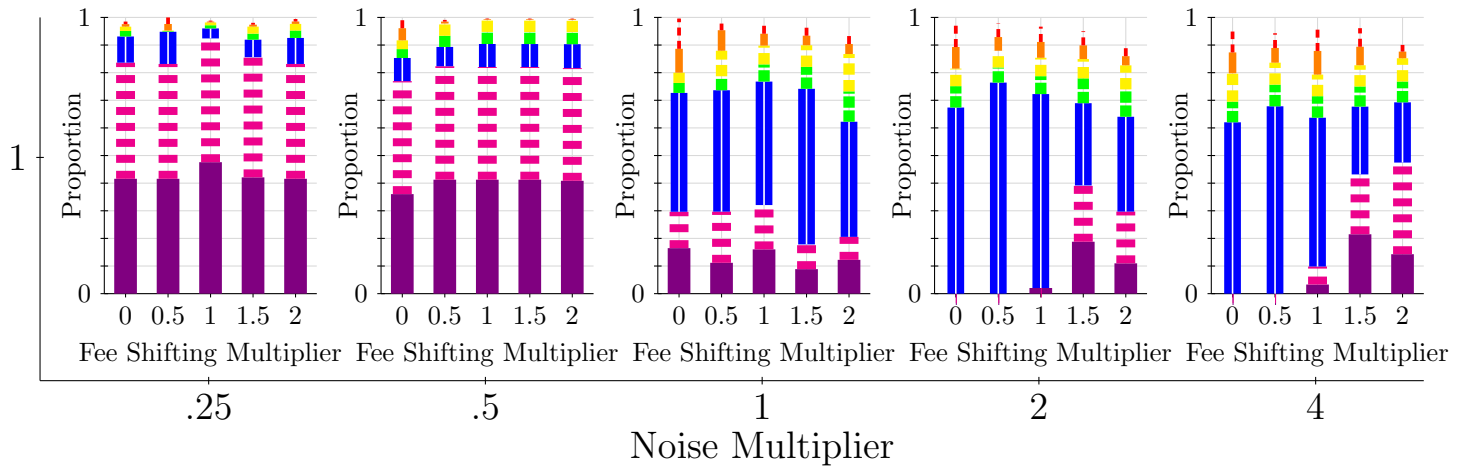 1 1 1 1 1
Proportion Proportion Proportion Proportion Proportion
1
0 0 0 0 0
0 0.5 1 1.5 2 0 0.5 1 1.5 2 0 0.5 1 1.5 2 0 0.5 1 1.5 2 0 0.5 1 1.5 2
Fee Shifting Multiplier Fee Shifting Multiplier Fee Shifting Multiplier Fee Shifting Multiplier Fee Shifting Multiplier
.25 .5 1 2 4
Noise Multiplier